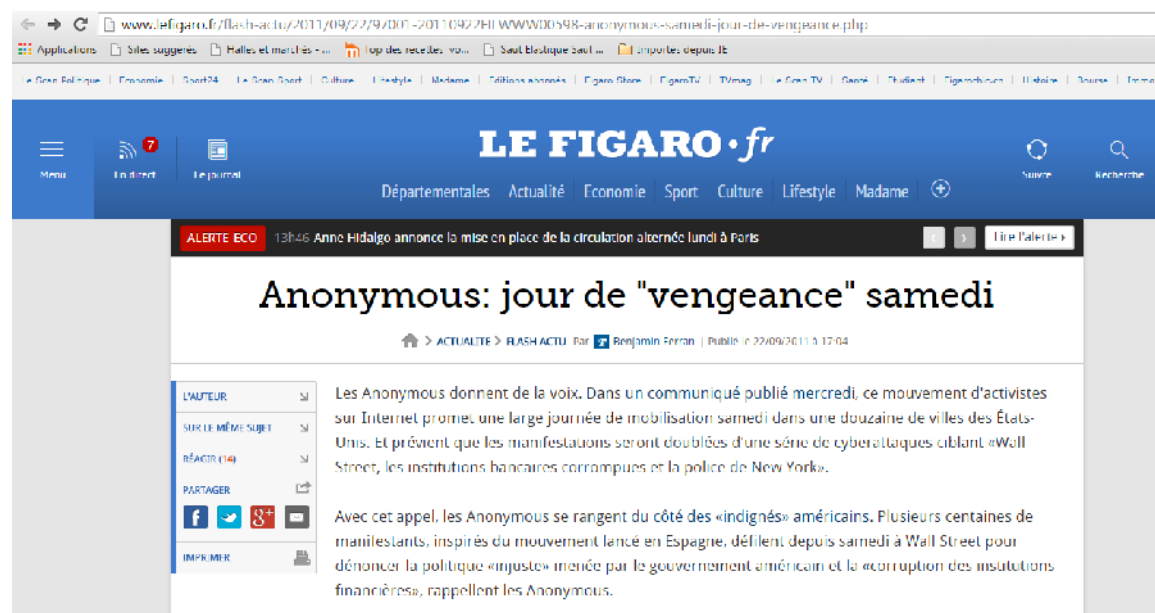 www.lefigaro.fr/flash-actu/2011/09/22/97001-20110922FILWWW00598-anonymous-samedi-jour-de-vengeance.php
Applications Sites suggérés Halles et marchés - ... Top des recettes vo... Saut Elastique Saut ... Importés depuis IE
Le Scan Politique | Economie | Sport24 Le Scan Sport | Culture Lifestyle | Madame | Editions abonnés | Figaro Store | FigaroTV | TVmag | Le Scan TV | Santé | Etudiant | Histoire | Bourse
7
LE FIGARO·fr
Menu En direct Le journal Suivre Recherche
Départementales Actualité Economie Sport Culture Lifestyle Madame
ALERTE ECO 13h46 Anne Hidalgo annonce la mise en place de la circulation alternée lundi à Paris Lire l'alerte
Anonymous: jour de "vengeance" samedi
> ACTUALITE > FLASH ACTU Par Benjamin Ferran | Publié le 22/09/2011 à 17:04
L'AUTEUR
SUR LE MÊME SUJET
RÉAGIR (14)
PARTAGER
f 8+
IMPRIMER
Les Anonymous donnent de la voix. Dans un communiqué publié mercredi, ce mouvement d'activistes
sur Internet promet une large journée de mobilisation samedi dans une douzaine de villes des États-
Unis. Et prévient que les manifestations seront doublées d'une série de cyberattaques ciblant «Wall
Street, les institutions bancaires corrompues et la police de New York».
Avec cet appel, les Anonymous se rangent du côté des «indignés» américains. Plusieurs centaines de
manifestants, inspirés du mouvement lancé en Espagne, défilent depuis samedi à Wall Street pour
dénoncer la politique «injuste» menée par le gouvernement américain et la «corruption des institutions
financières», rappellent les Anonymous.